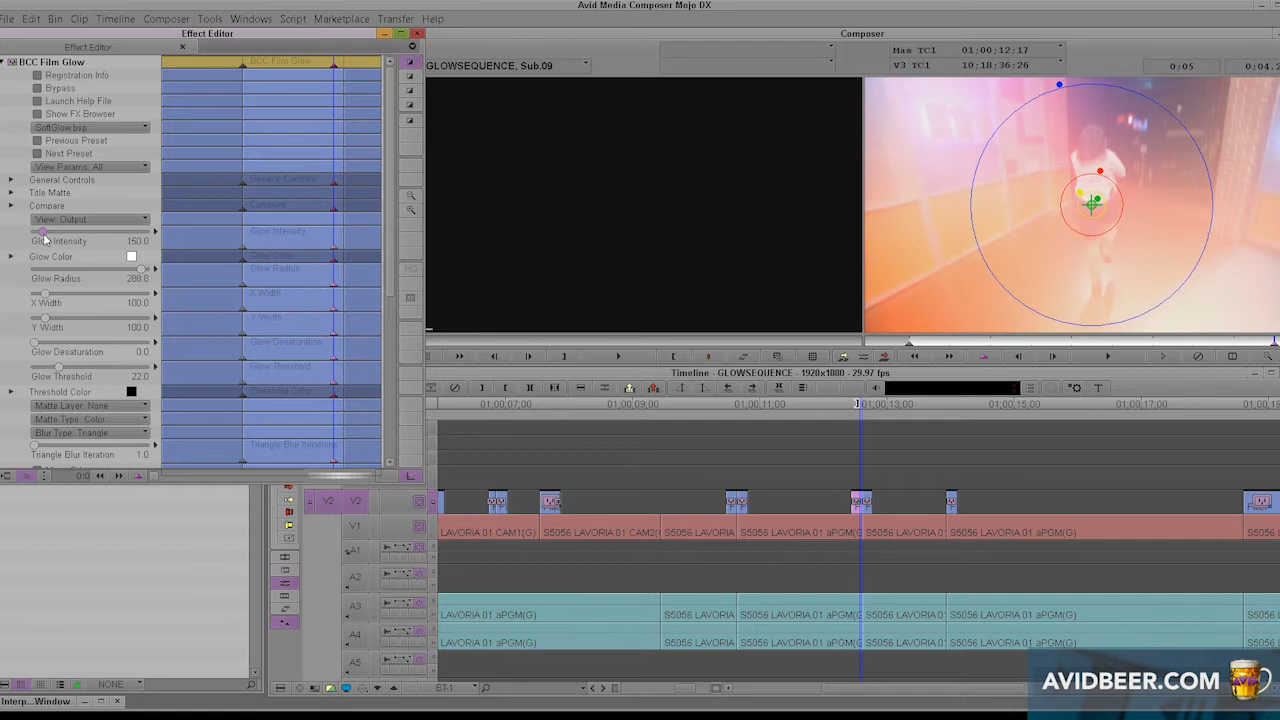 Avid Media Composer Mojo DX
File Edit Bin Clip Timeline Composer Tools Windows Script Marketplace Transfer Help
Effect Editor
Composer
Effect Editor
Mas TC1 01;00;12;17
V3 TC1 10;18;36;26
GLOWSEQUENCE, Sub.09
0;05
0;04.2
BCC Film Glow
BCC Film Glow
Registration Info
Bypass
Launch Help File
Show FX Browser
SoftGlow.bsp
Previous Preset
Next Preset
View Params: All
General Controls
General Controls
Title Matte
Compare
Compare
View: Output
Glow Intensity
Glow Intensity 150.0
Glow Color
Glow Color
Glow Radius
Glow Radius 288.8
X Width
X Width 100.0
Y Width
Y Width 100.0
Glow Desaturation
Glow Desaturation 0.0
Glow Threshold
Glow Threshold 22.0
Threshold Color
Threshold Color
Matte Layer: None
Matte Type: Color
Blur Type: Triangle
Triangle Blur Iterations
Triangle Blur Iteration 1.0
HQ
0:0
Timeline - GLOWSEQUENCE - 1920x1080 - 29.97 fps
01;00;07;00 01;00;09;00 01;00;11;00 01;00;13;00 01;00;15;00 01;00;17;00
V2 V2
V1 LAVORIA 01 CAM1(G) S5056 LAVORIA 01 CAM2( S5056 LAVORIA S5056 LAVORIA 01 aPGM(G S5056 LAVORIA S5056 LAVORIA 01 aPGM(G)
A1
A2
A3 LAVORIA 01 aPGM(G) S5056 LAVORIA S5056 LAVORIA 01 aPGM(G S5056 LAVORIA S5056 LAVORIA 01 aPGM(G)
A4 LAVORIA 01 aPGM(G) S5056 LAVORIA S5056 LAVORIA 01 aPGM(G S5056 LAVORIA S5056 LAVORIA 01 aPGM(G)
A5
NONE
BT-1
Interp...Window
AVIDBEER.COM